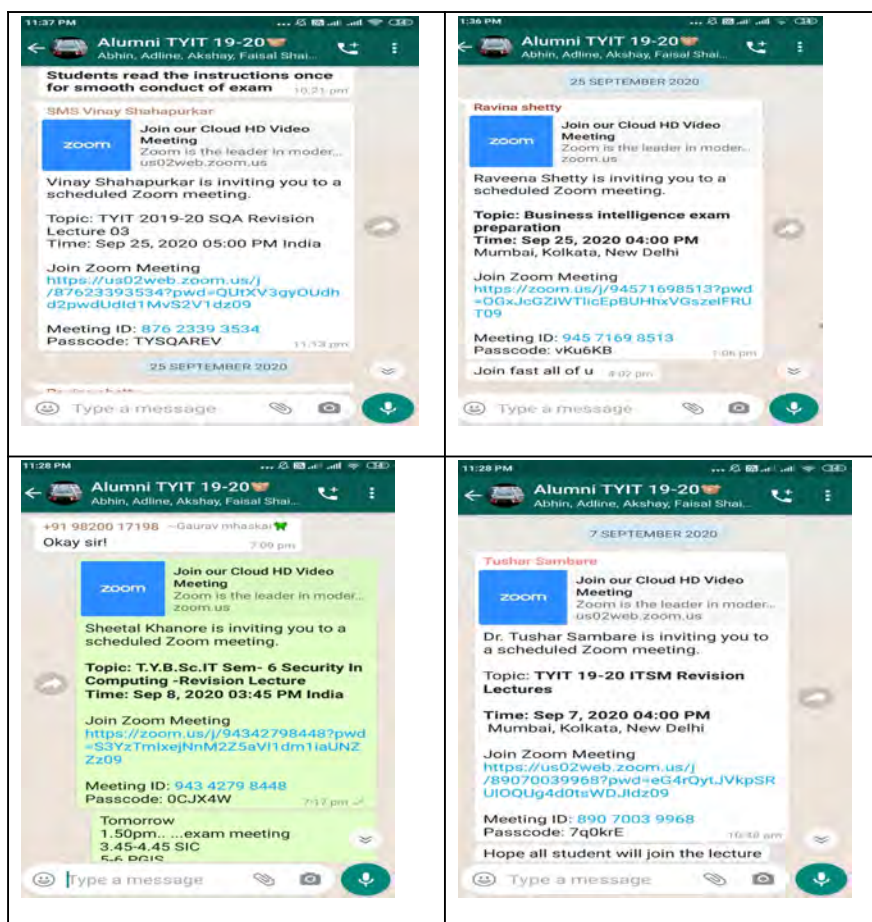 11:37 PM
Alumni TYIT 19-20
Abhin, Adline, Akshay, Faisal Shai...
Students read the instructions once
for smooth conduct of exam 10:21 pm
SMS Vinay Shahapurkar
zoom
Join our Cloud HD Video
Meeting
Zoom is the leader in moder...
us02web.zoom.us
Vinay Shahapurkar is inviting you to a
scheduled Zoom meeting.
Topic: TYIT 2019-20 SQA Revision
Lecture 03
Time: Sep 25, 2020 05:00 PM India
Join Zoom Meeting
https://us02web.zoom.us/j
/87623393534?pwd=QUtXV3gyOUdh
d2pwdUdId1MvS2V1dz09
Meeting ID: 876 2339 3534
Passcode: TYSQAREV 11:13 pm
25 SEPTEMBER 2020
Type a message
1:36 PM
Alumni TYIT 19-20
Abhin, Adline, Akshay, Faisal Shai...
25 SEPTEMBER 2020
Ravina shetty
zoom
Join our Cloud HD Video
Meeting
Zoom is the leader in moder...
zoom.us
Raveena Shetty is inviting you to a
scheduled Zoom meeting.
Topic: Business intelligence exam
preparation
Time: Sep 25, 2020 04:00 PM
Mumbai, Kolkata, New Delhi
Join Zoom Meeting
https://zoom.us/j/94571698513?pwd
=OGxJcGZiWTlicEpBUHhxVGszelFRU
T09
Meeting ID: 945 7169 8513
Passcode: vKu6KB 1:06 pm
Join fast all of u 4:02 pm
Type a message
11:28 PM
Alumni TYIT 19-20
Abhin, Adline, Akshay, Faisal Shai...
+91 98200 17198 ~Gaurav mhaskar
Okay sir! 7:09 pm
zoom
Join our Cloud HD Video
Meeting
Zoom is the leader in moder...
zoom.us
Sheetal Khanore is inviting you to a
scheduled Zoom meeting.
Topic: T.Y.B.Sc.IT Sem- 6 Security In
Computing -Revision Lecture
Time: Sep 8, 2020 03:45 PM India
Join Zoom Meeting
https://zoom.us/j/94342798448?pwd
=S3YzTmIxejNnM2Z5aVI1dm1iaUNZ
Zz09
Meeting ID: 943 4279 8448
Passcode: 0CJX4W 7:17 pm
Tomorrow
1.50pm.. ...exam meeting
3.45-4.45 SIC
5-6 PGIS
Type a message
11:28 PM
Alumni TYIT 19-20
Abhin, Adline, Akshay, Faisal Shai...
7 SEPTEMBER 2020
Tushar Sambare
zoom
Join our Cloud HD Video
Meeting
Zoom is the leader in moder...
us02web.zoom.us
Dr. Tushar Sambare is inviting you to
a scheduled Zoom meeting.
Topic: TYIT 19-20 ITSM Revision
Lectures
Time: Sep 7, 2020 04:00 PM
Mumbai, Kolkata, New Delhi
Join Zoom Meeting
https://us02web.zoom.us/j
/89070039968?pwd=eG4rQytJVkpSR
UlOQUg4d0tsWDJIdz09
Meeting ID: 890 7003 9968
Passcode: 7q0krE 10:48 am
Hope all student will join the lecture
Type a message